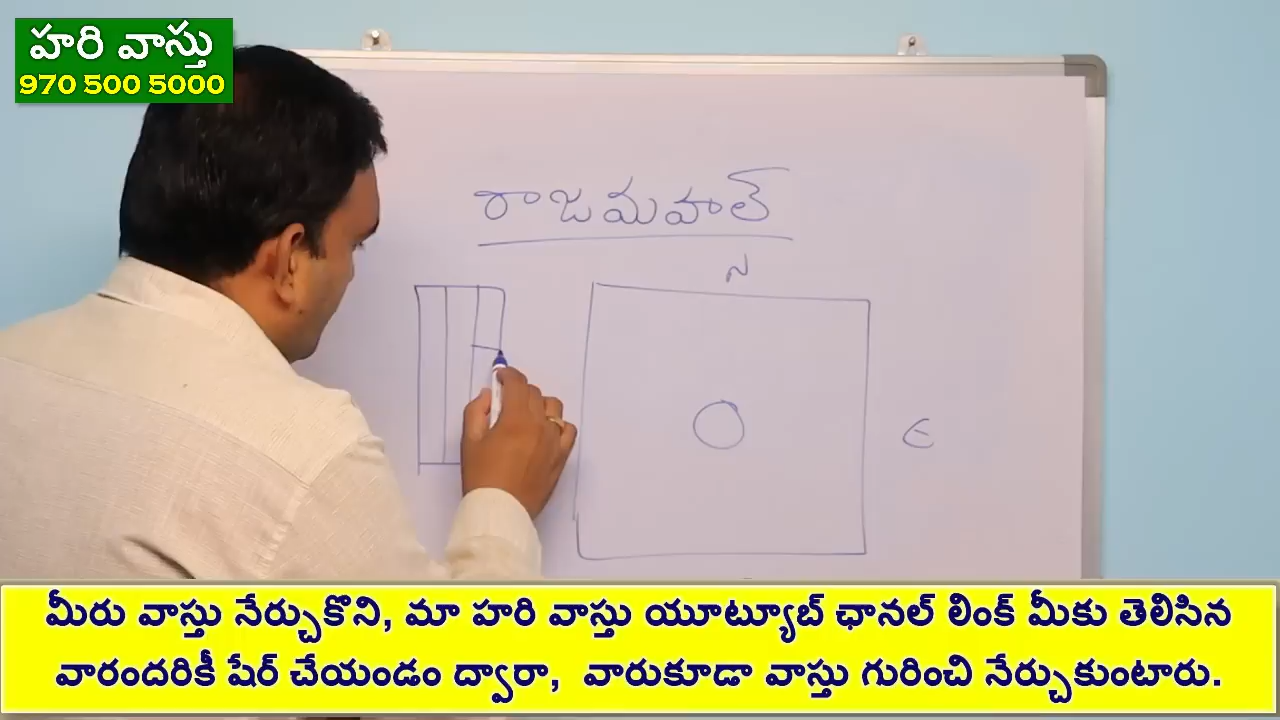 హరి వాస్తు
970 500 5000
రాజమహల్
N
E
మీరు వాస్తు నేర్చుకొని, మా హరి వాస్తు యూట్యూబ్ ఛానల్ లింక్ మీకు తెలిసిన
వారందరికీ షేర్ చేయండం ద్వారా, వారుకూడా వాస్తు గురించి నేర్చుకుంటారు.